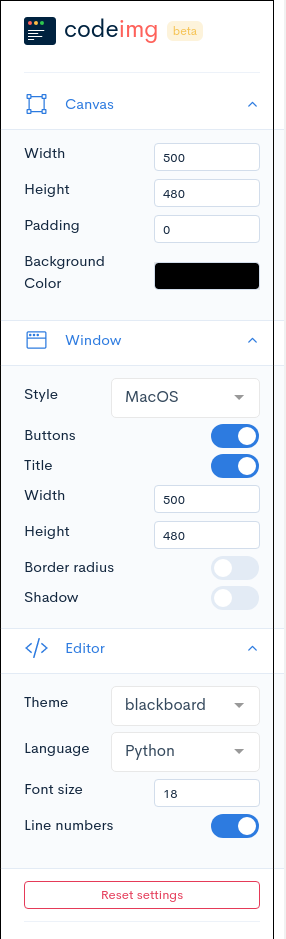 codeimg beta
Canvas
Width 500
Height 480
Padding 0
Background
Color
Window
Style MacOS
Buttons
Title
Width 500
Height 480
Border radius
Shadow
</> Editor
Theme blackboard
Language Python
Font size 18
Line numbers
Reset settings